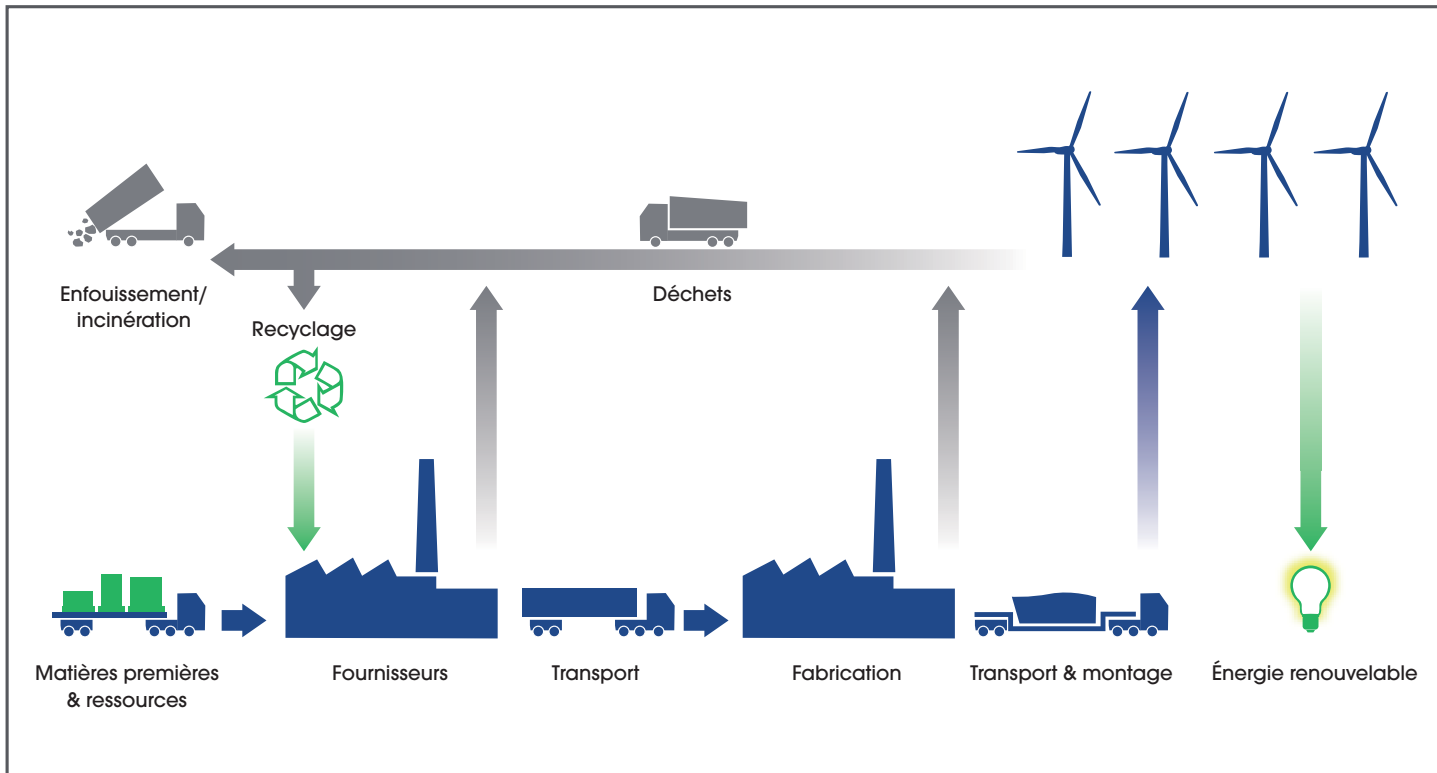 Enfouissement/
incinération
Déchets
Recyclage
Matières premières
& ressources
Fournisseurs
Transport
Fabrication
Transport & montage
Énergie renouvelable